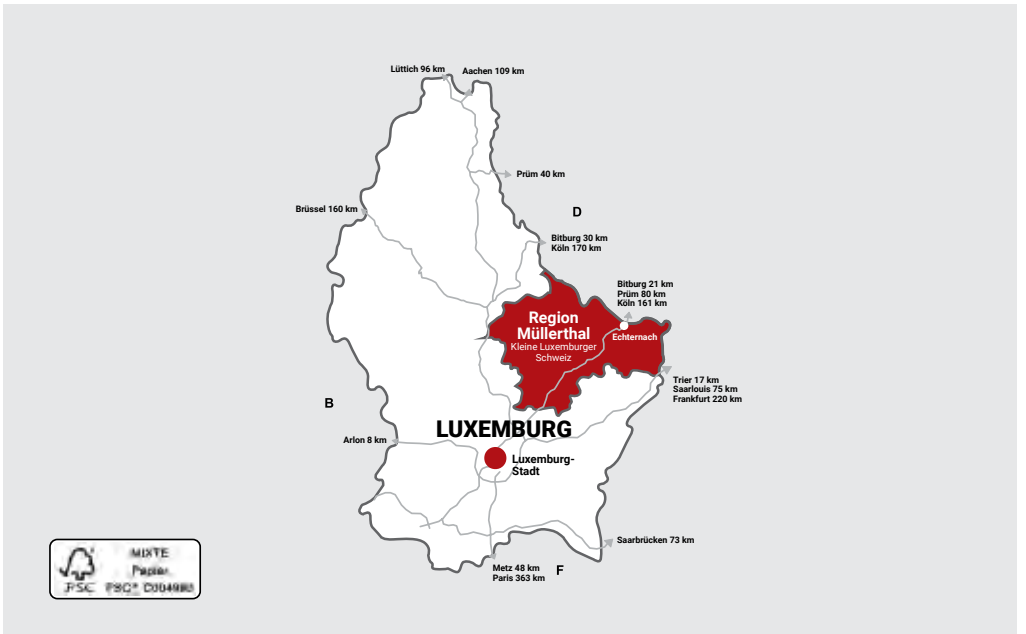 Lüttich 96 km
Aachen 109 km
Prüm 40 km
Brüssel 160 km
D
Bitburg 30 km
Köln 170 km
Bitburg 21 km
Prüm 80 km
Köln 161 km
Region
Müllerthal
Kleine Luxemburger
Schweiz
Echternach
Trier 17 km
Saarlouis 75 km
Frankfurt 220 km
B
LUXEMBURG
Arlon 8 km
Luxemburg-
Stadt
Saarbrücken 73 km
Metz 48 km
Paris 363 km
F
MIXTE
Papier
FSC
FSC®